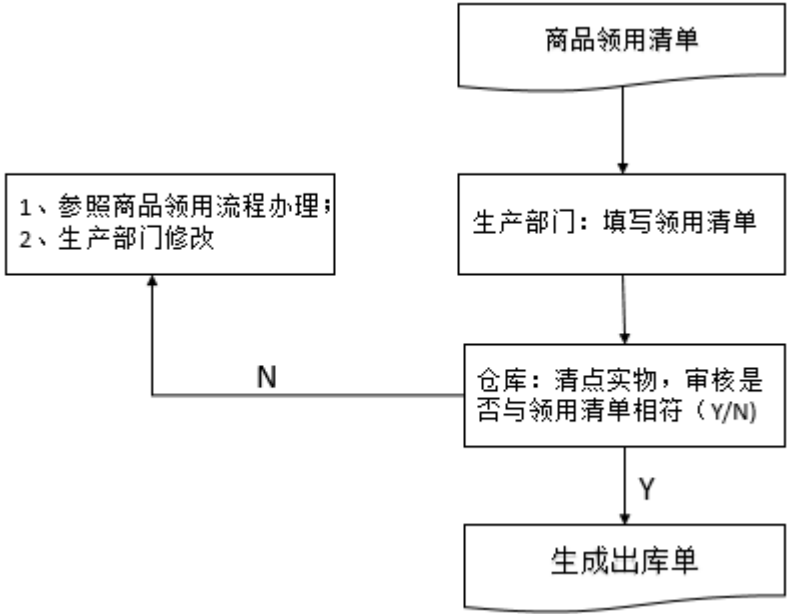 商品领用清单
1、参照商品领用流程办理；
2、生产部门修改
生产部门：填写领用清单
N
仓库：清点实物，审核是
否与领用清单相符（Y/N)
Y
生成出库单